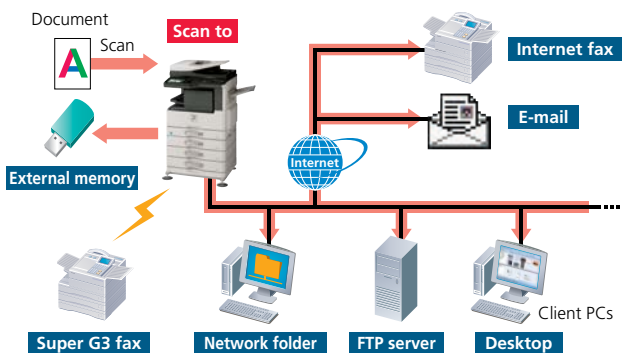 Document
Scan to
Scan
A
Internet fax
E-mail
Internet
External memory
Client PCs
Super G3 fax
Network folder
FTP server
Desktop